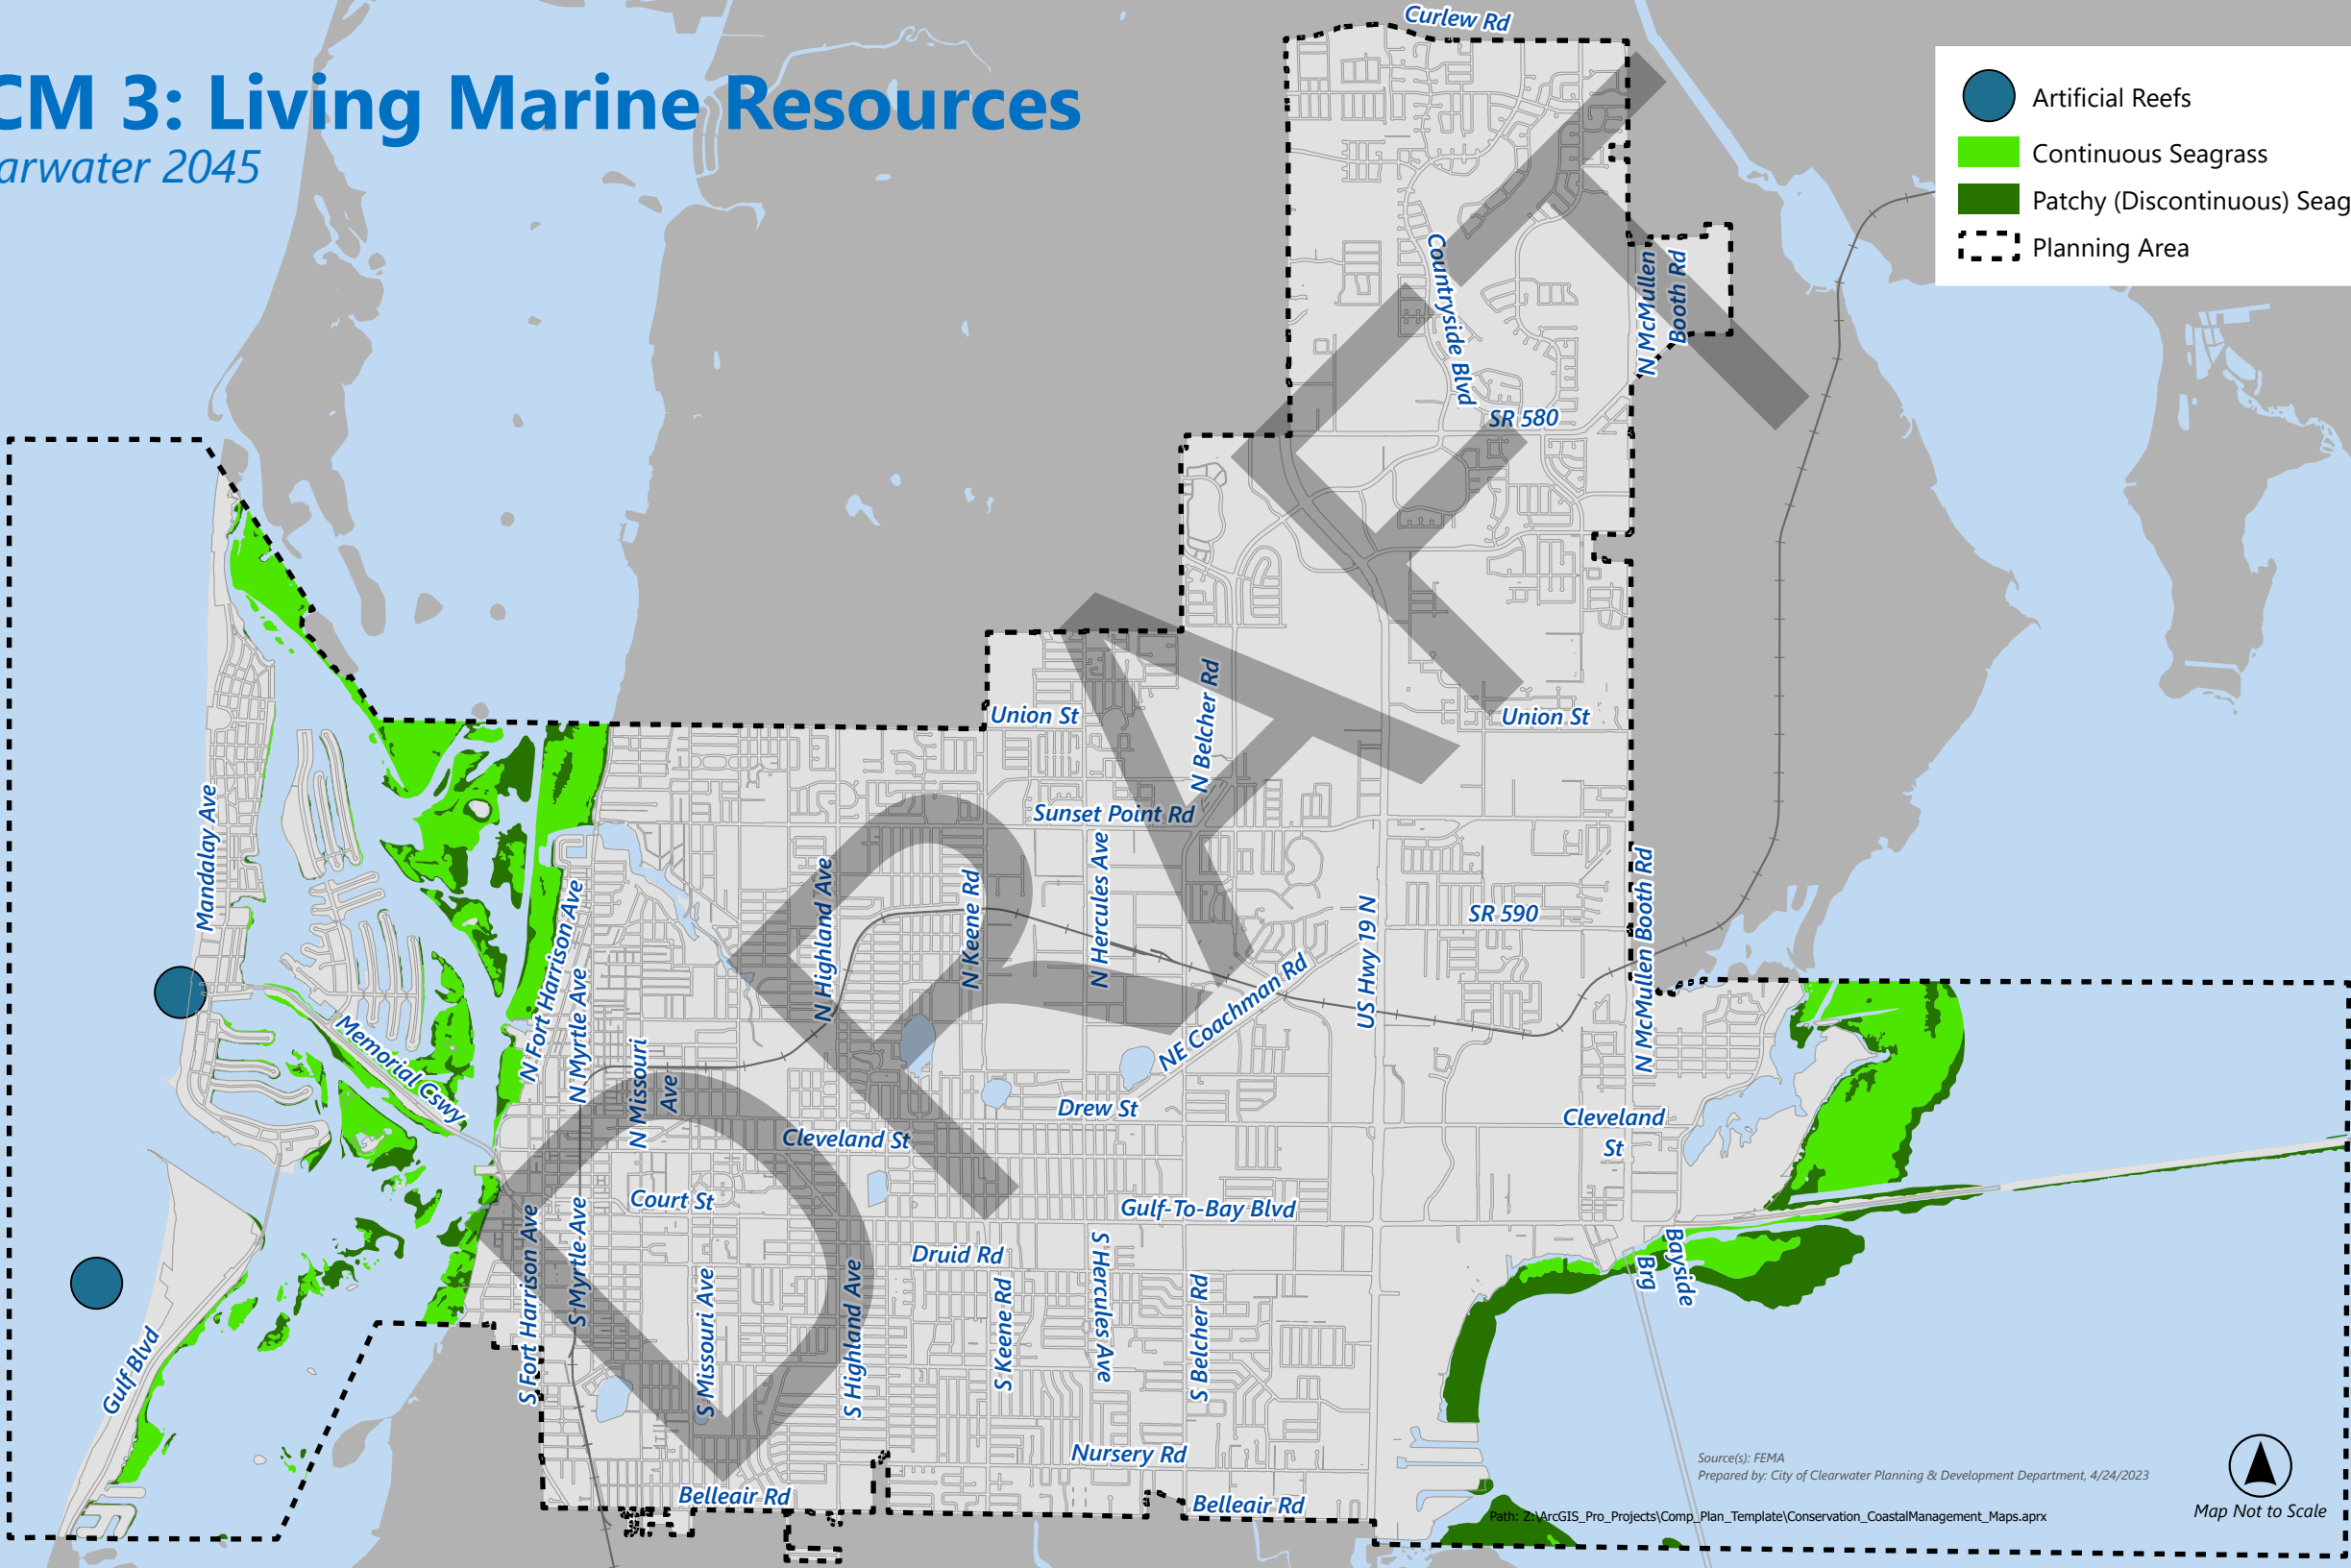 CM 3: Living Marine Resources
arwater 2045
Artificial Reefs
Continuous Seagrass
Patchy (Discontinuous) Seag
Planning Area
Curlew Rd
Countryside Blvd
N McMullen
Booth Rd
SR 580
Union St
Union St
N Belcher Rd
Sunset Point Rd
Mandalay Ave
N Fort Harrison Ave
N Myrtle Ave
N Highland Ave
N Keene Rd
N Hercules Ave
SR 590
US Hwy 19 N
N McMullen Booth Rd
NE Coachman Rd
Memorial Cswy
N Missouri
Ave
Drew St
Cleveland St
Cleveland
St
Court St
Gulf-To-Bay Blvd
Druid Rd
S Fort Harrison Ave
S Myrtle Ave
S Missouri Ave
S Highland Ave
S Keene Rd
S Hercules Ave
S Belcher Rd
Bayside
Brg
Gulf Blvd
Nursery Rd
Belleair Rd
Belleair Rd
DRAFT
Source(s): FEMA
Prepared by: City of Clearwater Planning & Development Department, 4/24/2023
Path: Z:\ArcGIS_Pro_Projects\Comp_Plan_Template\Conservation_CoastalManagement_Maps.aprx
Map Not to Scale